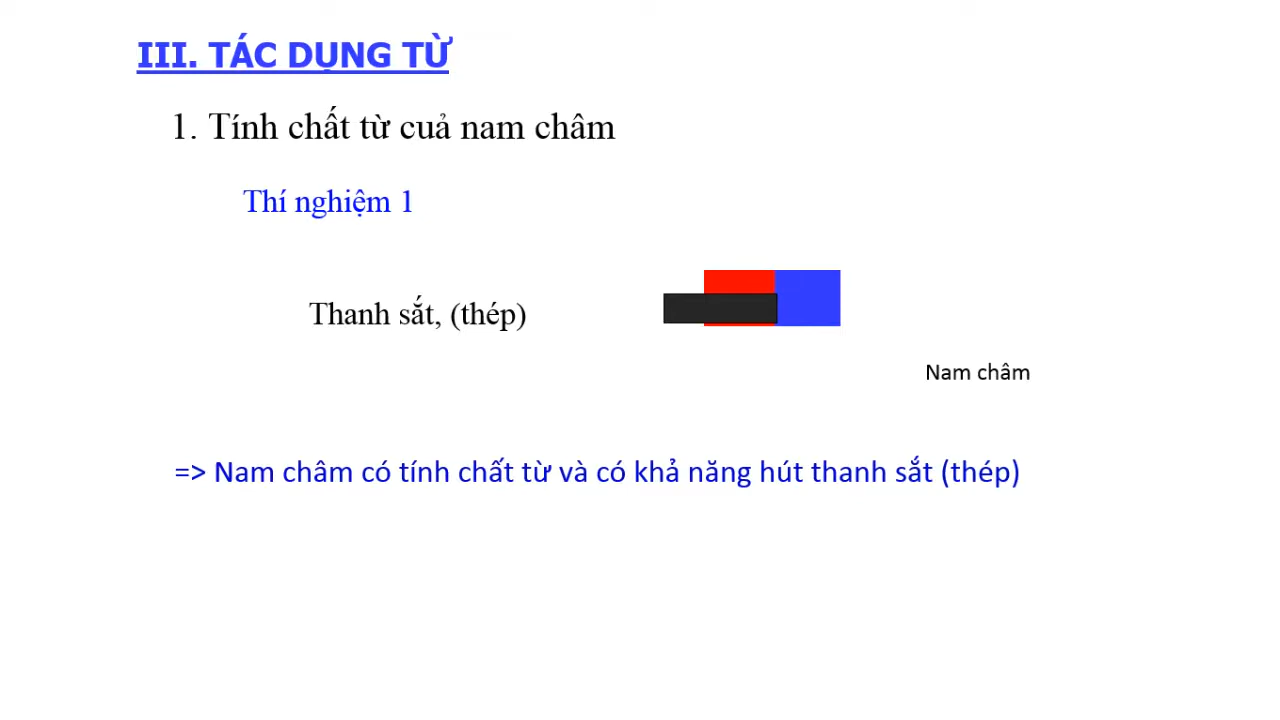 III. TÁC DỤNG TỪ
1. Tính chất từ cuả nam châm
Thí nghiệm 1
Thanh sắt, (thép)
Nam châm
=> Nam châm có tính chất từ và có khả năng hút thanh sắt (thép)